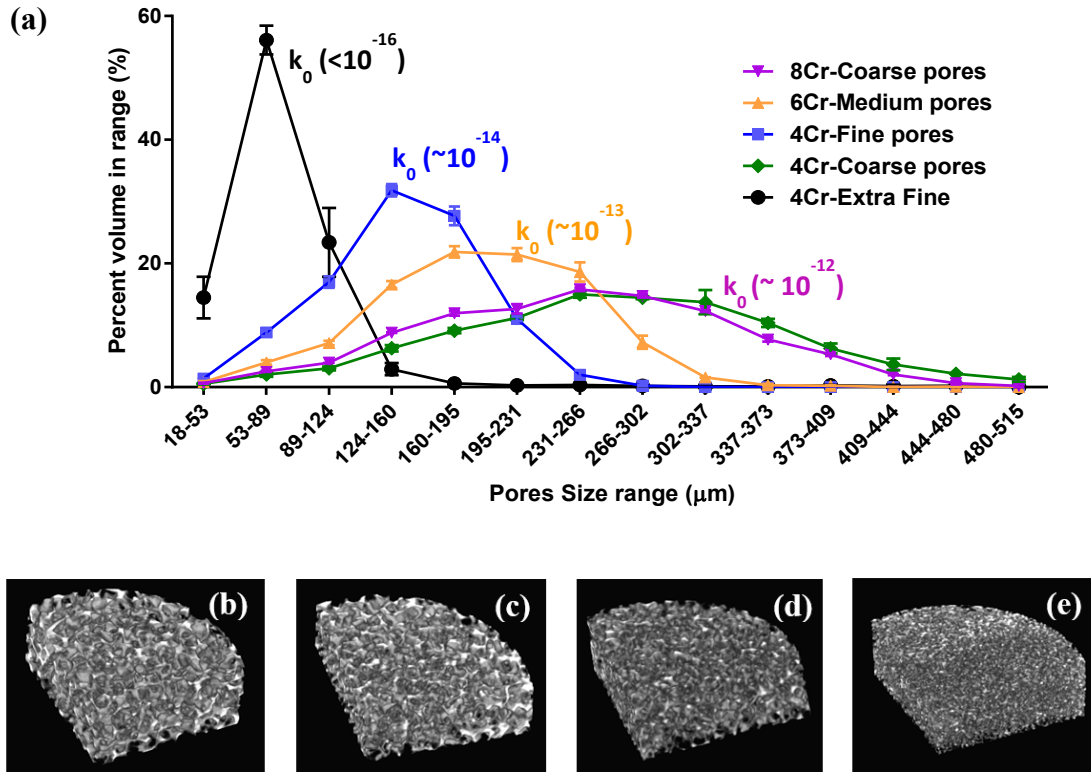 (a)
60
40
20
0
Percent volume in range (%)
k0 (<10-16)
k0 (~10-14)
k0 (~10-13)
k0 (~ 10-12)
8Cr-Coarse pores
6Cr-Medium pores
4Cr-Fine pores
4Cr-Coarse pores
4Cr-Extra Fine
18-53
53-89
89-124
124-160
160-195
195-231
231-266
266-302
302-337
337-373
373-409
409-444
444-480
480-515
Pores Size range (μm)
(b)
(c)
(d)
(e)